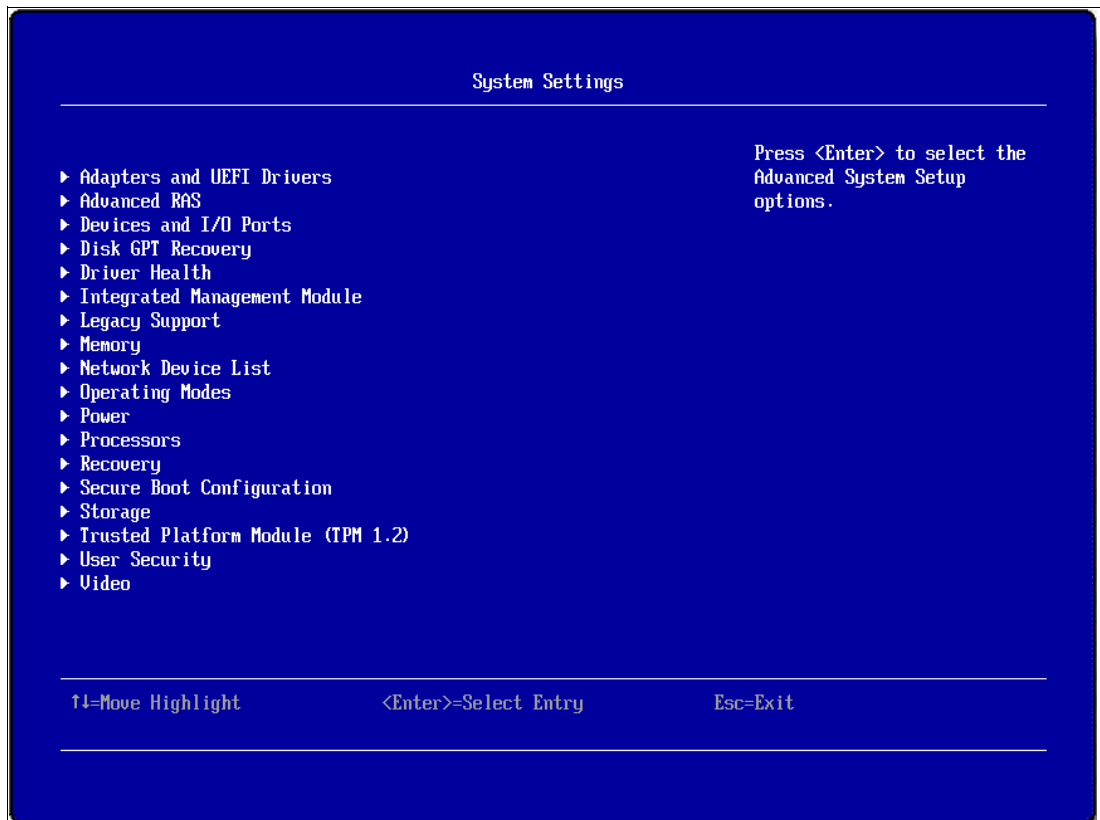 System Settings
▶ Adapters and UEFI Drivers
▶ Advanced RAS
▶ Devices and I/O Ports
▶ Disk GPT Recovery
▶ Driver Health
▶ Integrated Management Module
▶ Legacy Support
▶ Memory
▶ Network Device List
▶ Operating Modes
▶ Power
▶ Processors
▶ Recovery
▶ Secure Boot Configuration
▶ Storage
▶ Trusted Platform Module (TPM 1.2)
▶ User Security
▶ Video
Press <Enter> to select the
Advanced System Setup
options.
↑↓=Move Highlight <Enter>=Select Entry Esc=Exit